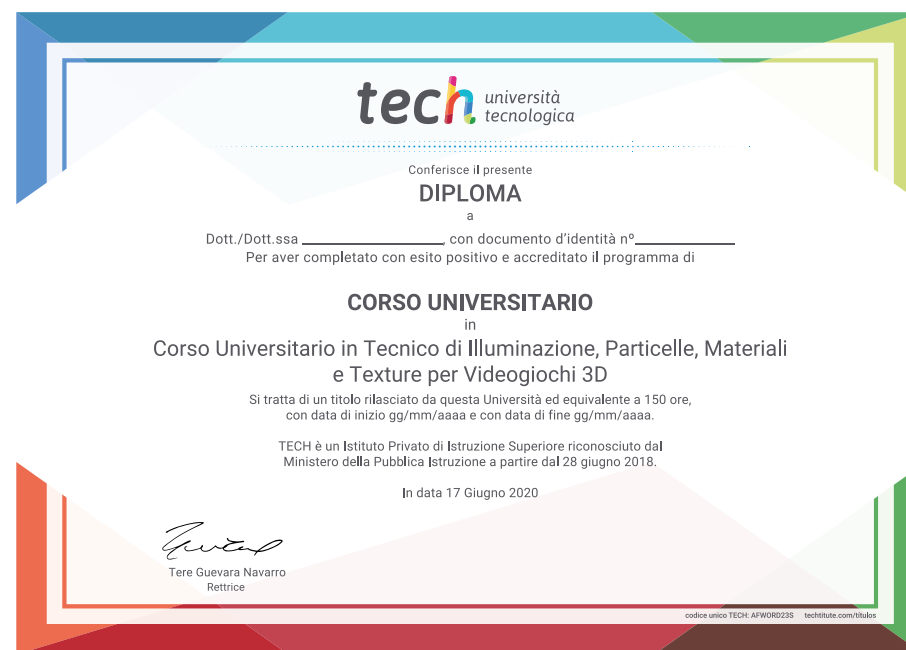 tech università
tecnologica
Conferisce il presente
DIPLOMA
a
Dott./Dott.ssa ____________________, con documento d'identità nº______________
Per aver completato con esito positivo e accreditato il programma di
CORSO UNIVERSITARIO
in
Corso Universitario in Tecnico di Illuminazione, Particelle, Materiali
e Texture per Videogiochi 3D
Si tratta di un titolo rilasciato da questa Università ed equivalente a 150 ore,
con data di inizio gg/mm/aaaa e con data di fine gg/mm/aaaa.
TECH è un Istituto Privato di Istruzione Superiore riconosciuto dal
Ministero della Pubblica Istruzione a partire dal 28 giugno 2018.
In data 17 Giugno 2020
Tere Guevara Navarro
Rettrice
codice unico TECH: AFWORD23S techtitute.com/titulos